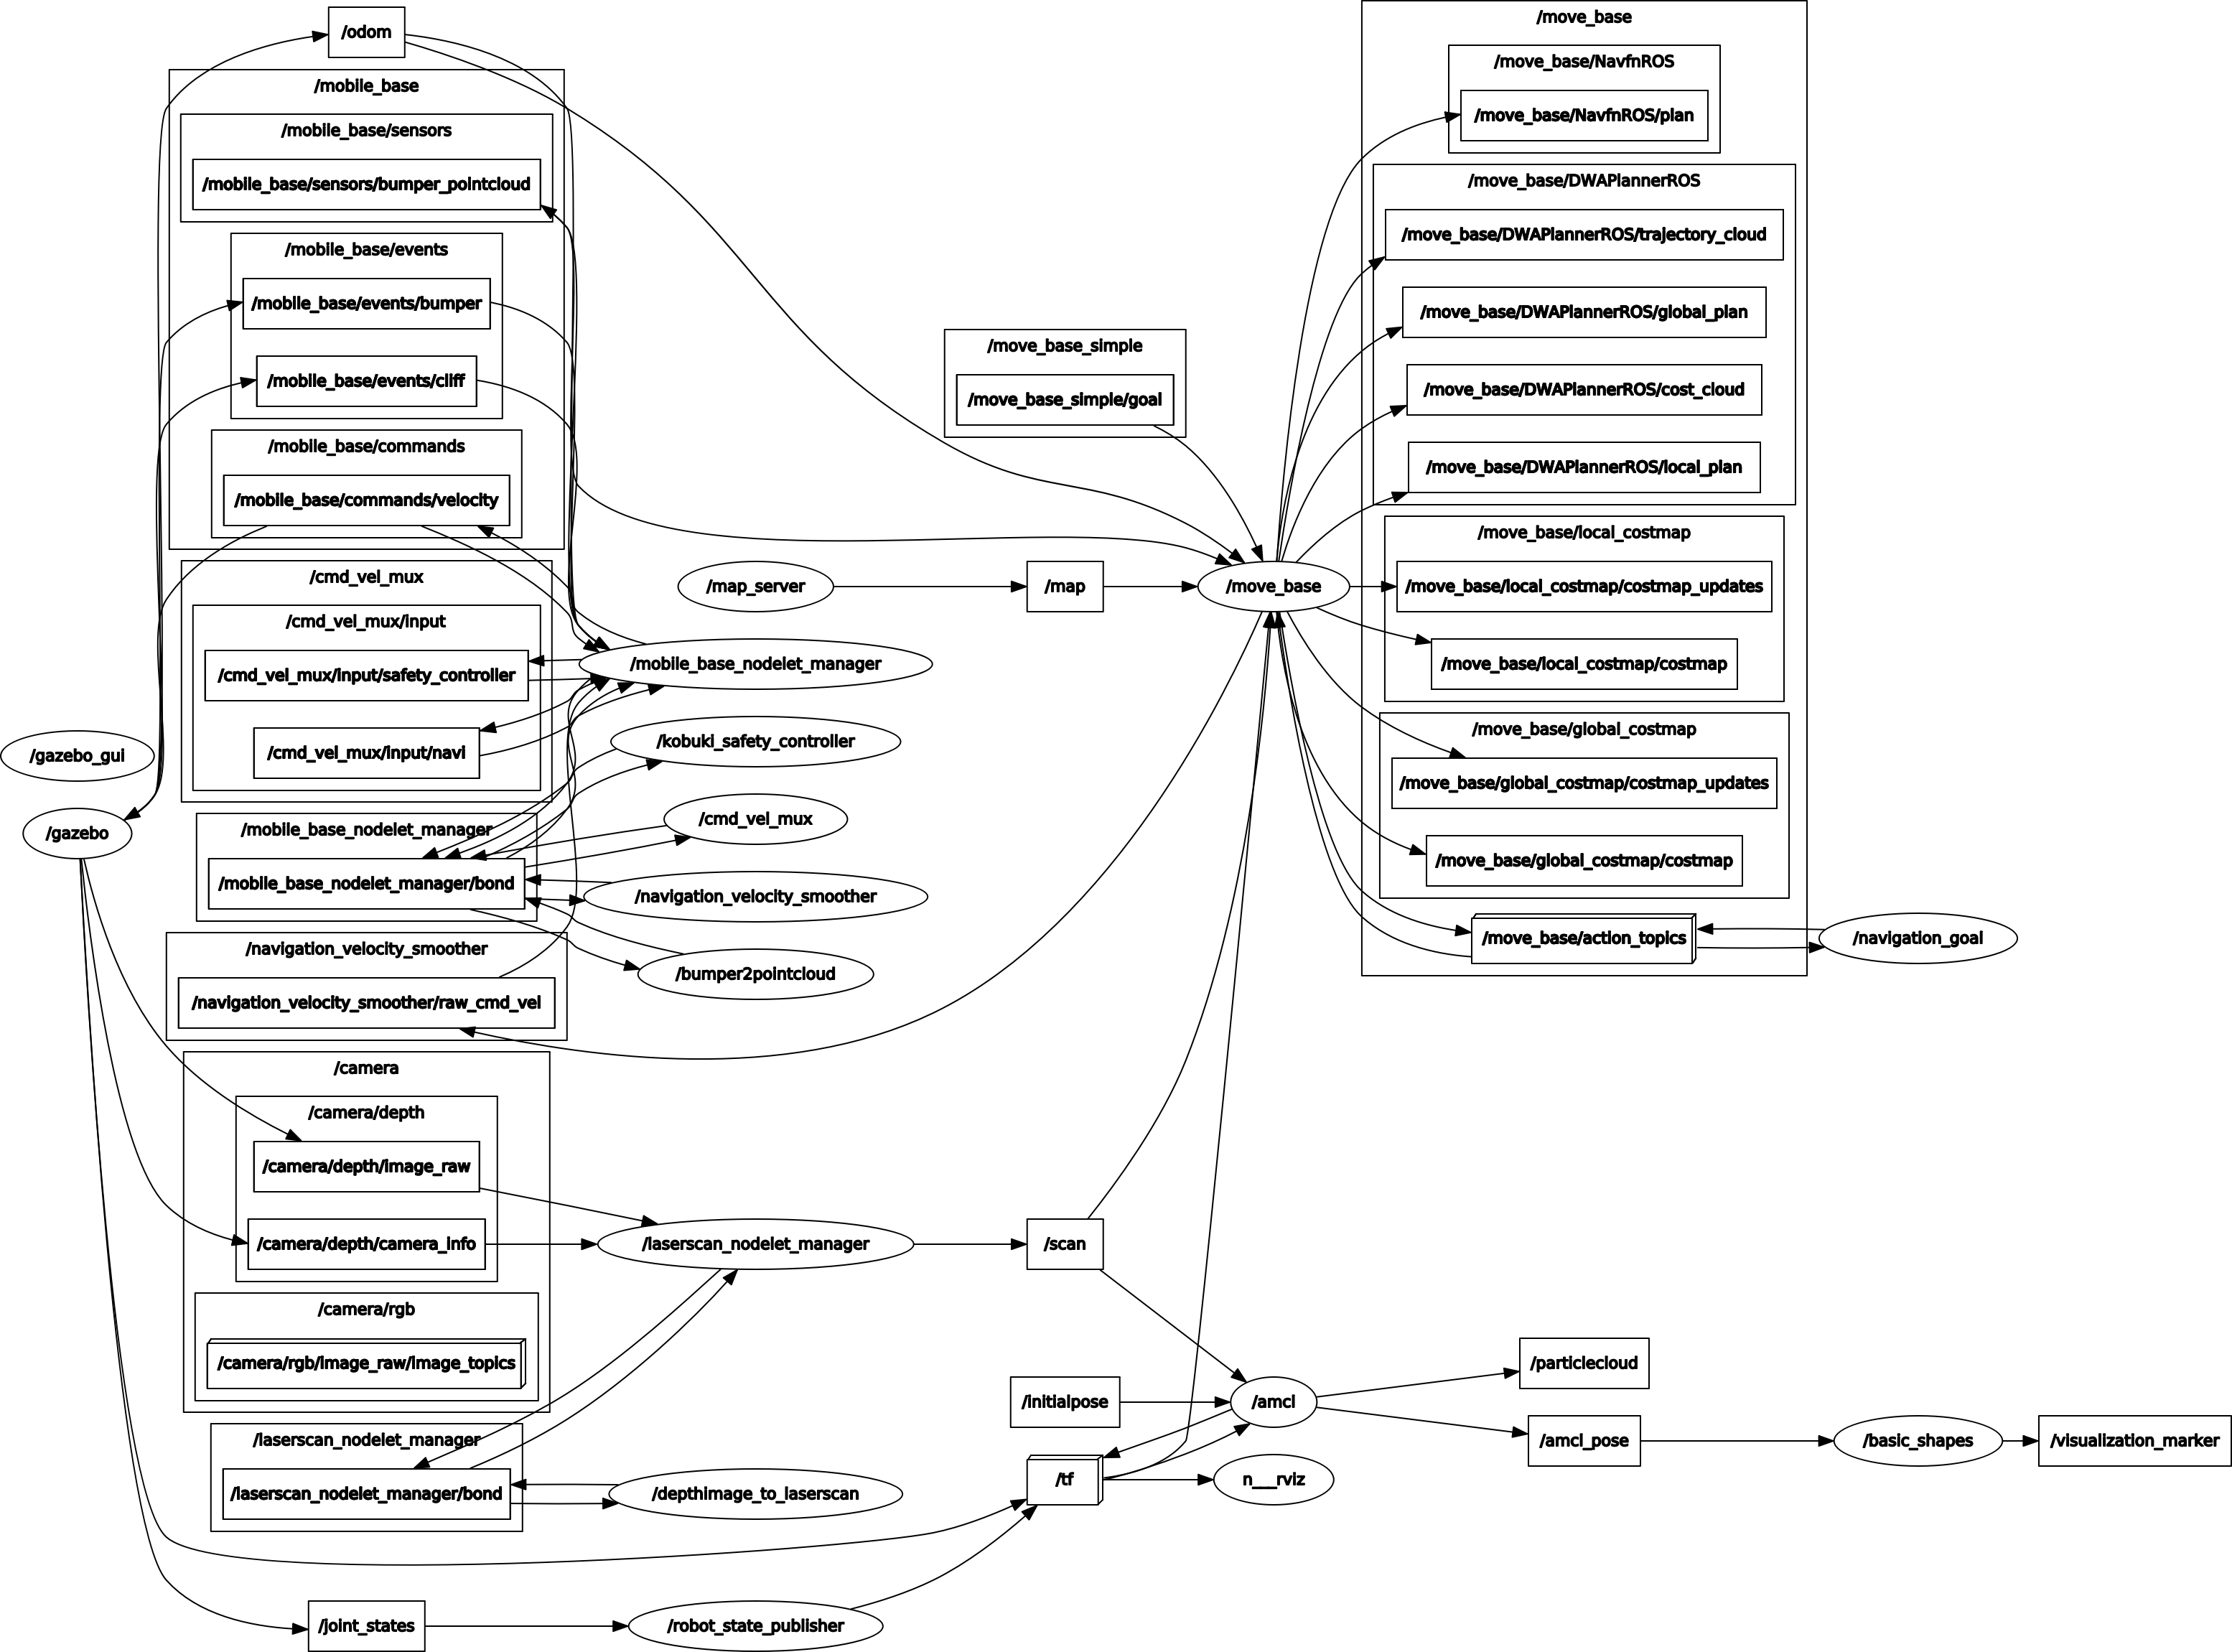 /odom
/mobile_base
/mobile_base/sensors
/mobile_base/sensors/bumper_pointcloud
/mobile_base/events
/mobile_base/events/bumper
/mobile_base/events/cliff
/mobile_base/commands
/mobile_base/commands/velocity
/cmd_vel_mux
/cmd_vel_mux/input
/cmd_vel_mux/input/safety_controller
/cmd_vel_mux/input/navi
/gazebo_gui
/gazebo
/mobile_base_nodelet_manager
/mobile_base_nodelet_manager/bond
/navigation_velocity_smoother
/navigation_velocity_smoother/raw_cmd_vel
/camera
/camera/depth
/camera/depth/image_raw
/camera/depth/camera_info
/camera/rgb
/camera/rgb/image_raw/image_topics
/laserscan_nodelet_manager
/laserscan_nodelet_manager/bond
/joint_states
/map_server
/mobile_base_nodelet_manager
/kobuki_safety_controller
/cmd_vel_mux
/navigation_velocity_smoother
/bumper2pointcloud
/laserscan_nodelet_manager
/depthimage_to_laserscan
/robot_state_publisher
/move_base_simple
/move_base_simple/goal
/map
/scan
/initialpose
/tf
/move_base
/amcl
n___rviz
/move_base
/move_base/NavfnROS
/move_base/NavfnROS/plan
/move_base/DWAPlannerROS
/move_base/DWAPlannerROS/trajectory_cloud
/move_base/DWAPlannerROS/global_plan
/move_base/DWAPlannerROS/cost_cloud
/move_base/DWAPlannerROS/local_plan
/move_base/local_costmap
/move_base/local_costmap/costmap_updates
/move_base/local_costmap/costmap
/move_base/global_costmap
/move_base/global_costmap/costmap_updates
/move_base/global_costmap/costmap
/move_base/action_topics
/navigation_goal
/particlecloud
/amcl_pose
/basic_shapes
/visualization_marker